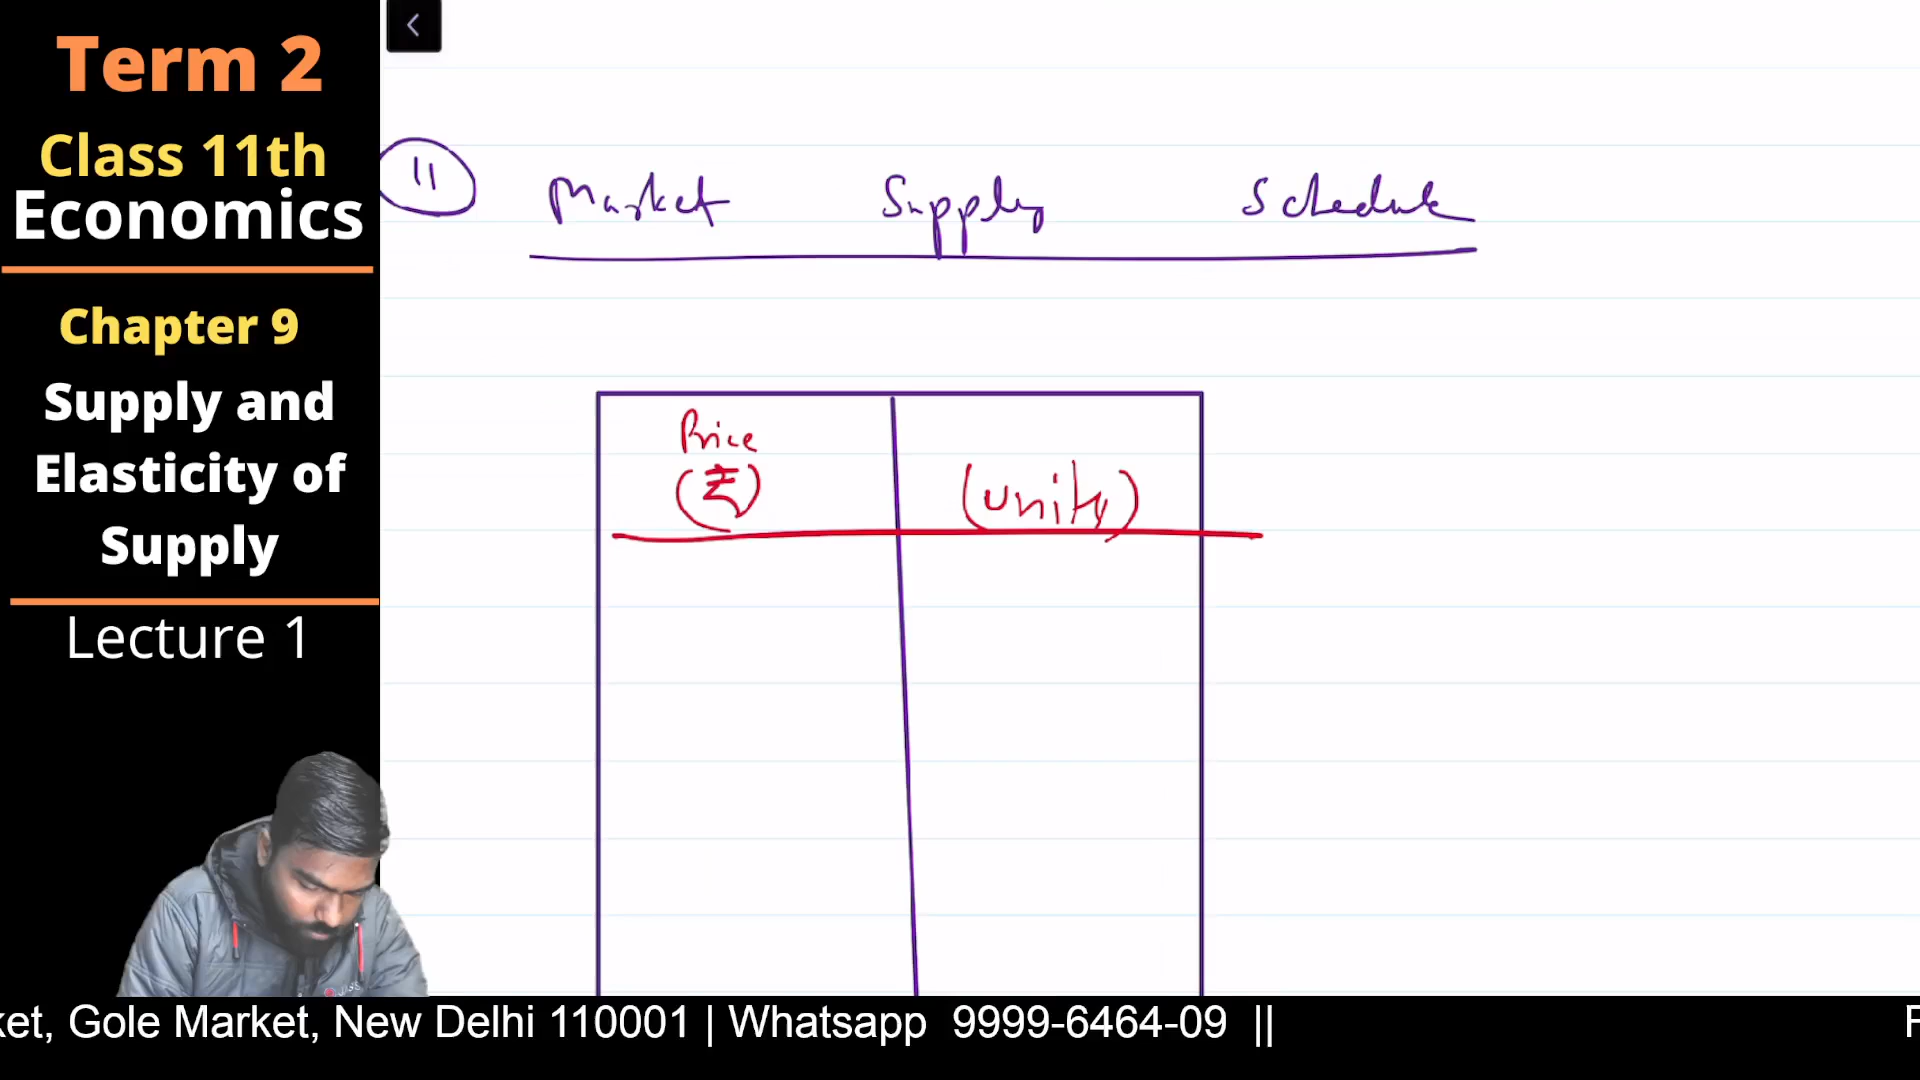 Term 2
Class 11th
Economics
Chapter 9
Supply and
Elasticity of
Supply
Lecture 1
11 Market Supply Schedule
Price
(₹) (units)
ket, Gole Market, New Delhi 110001 | Whatsapp 9999-6464-09 || F